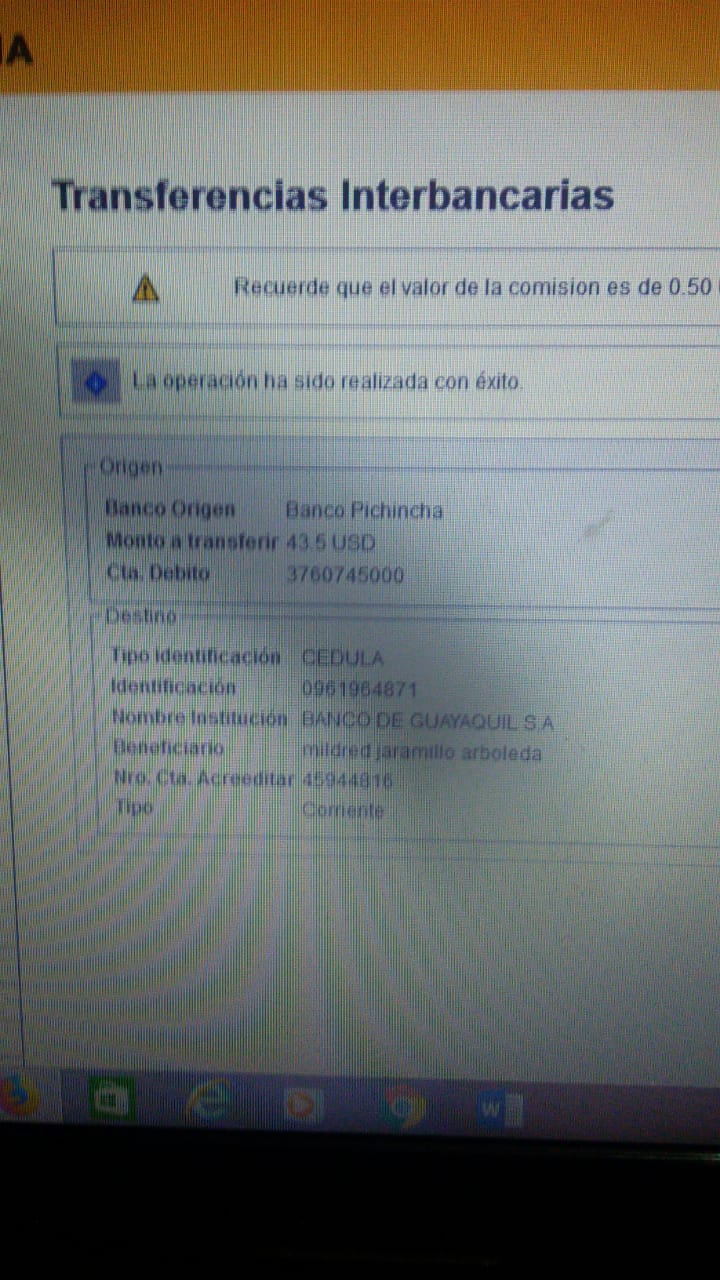 Transferencias Interbancarias
Recuerde que el valor de la comision es de 0.50
La operación ha sido realizada con éxito.
Origen
Banco Origen Banco Pichincha
Monto a transferir 43.5 USD
Cta. Debito 3760745000
Destino
Tipo Identificación CEDULA
Identificación 0961964871
Nombre Institución BANCO DE GUAYAQUIL S.A
Beneficiario mildred jaramillo arboleda
Nro. Cta. Acreeditar 45944816
Tipo Corriente
W